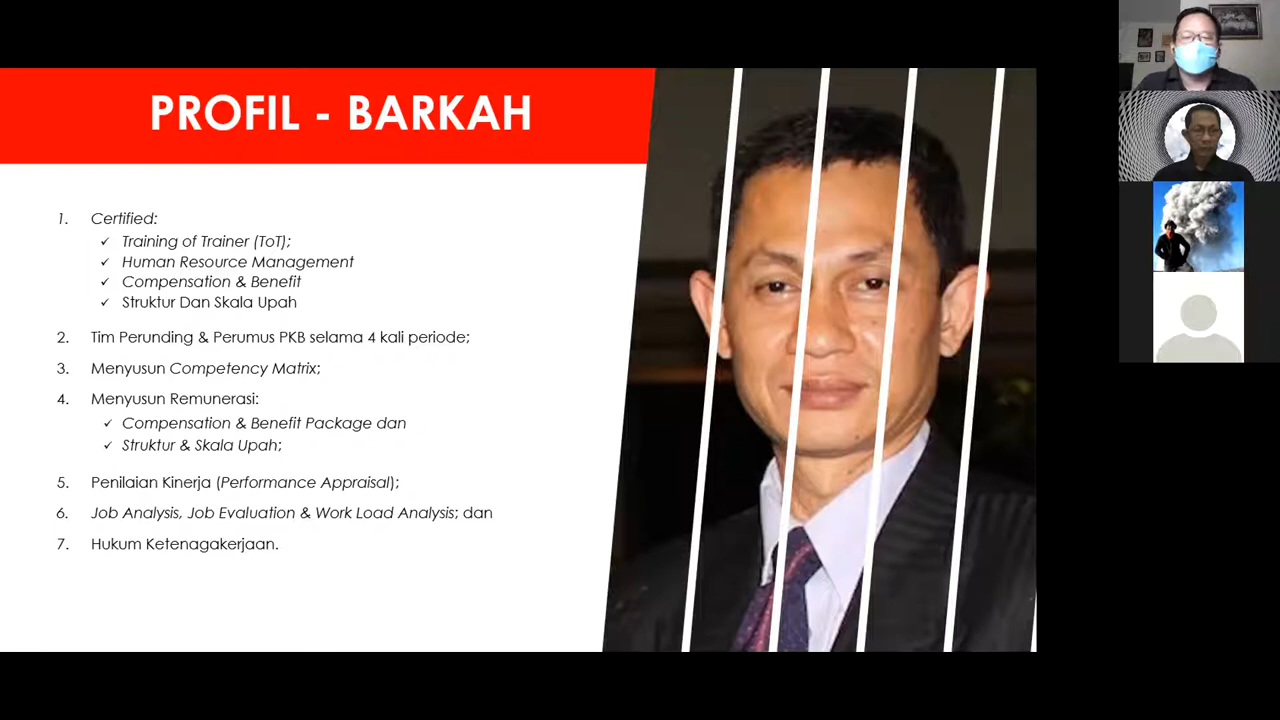 PROFIL - BARKAH
1. Certified:
✓ Training of Trainer (ToT);
✓ Human Resource Management
✓ Compensation & Benefit
✓ Struktur Dan Skala Upah
2. Tim Perunding & Perumus PKB selama 4 kali periode;
3. Menyusun Competency Matrix;
4. Menyusun Remunerasi:
✓ Compensation & Benefit Package dan
✓ Struktur & Skala Upah;
5. Penilaian Kinerja (Performance Appraisal);
6. Job Analysis, Job Evaluation & Work Load Analysis; dan
7. Hukum Ketenagakerjaan.